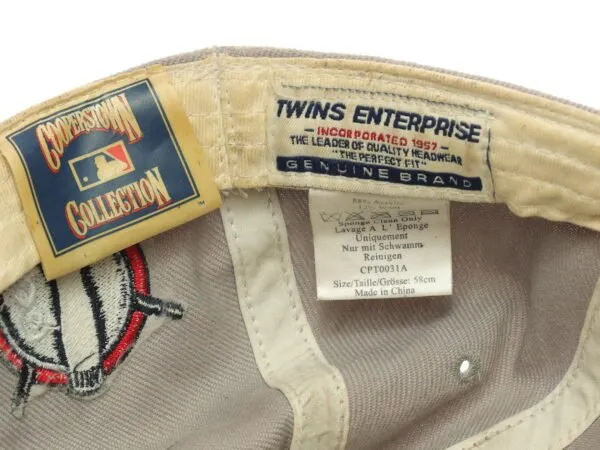 COOPERSTOWN
COLLECTION
TM
TWINS ENTERPRISE
INCORPORATED 1957
THE LEADER OF QUALITY HEADWEAR
"THE PERFECT FIT"
GENUINE BRAND
Sponge Clean Only
Lavage A L' Eponge
Uniquement
Nur mit Schwamm
Reinigen
CPT0031A
Size/Taille/Grösse: 58cm
Made in China